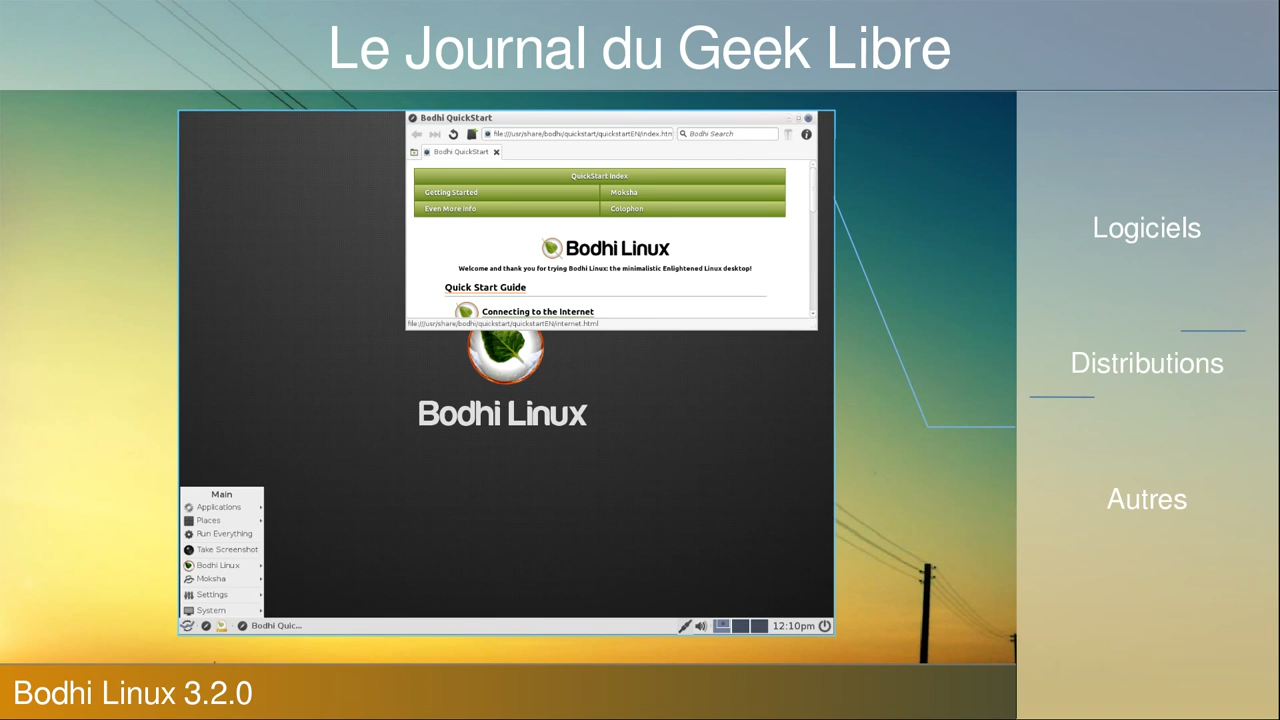 Le Journal du Geek Libre
Bodhi QuickStart
file:///usr/share/bodhi/quickstart/quickstartEN/index.htm
Bodhi Search
Bodhi QuickStart
QuickStart Index
Getting Started
Moksha
Even More Info
Colophon
Bodhi Linux
Welcome and thank you for trying Bodhi Linux: the minimalistic Enlightened Linux desktop!
Quick Start Guide
Connecting to the Internet
file:///usr/share/bodhi/quickstart/quickstartEN/internet.html
Bodhi Linux
Main
Applications
Places
Run Everything
Take Screenshot
Bodhi Linux
Moksha
Settings
System
Bodhi Quic...
12:10pm
Logiciels
Distributions
Autres
Bodhi Linux 3.2.0